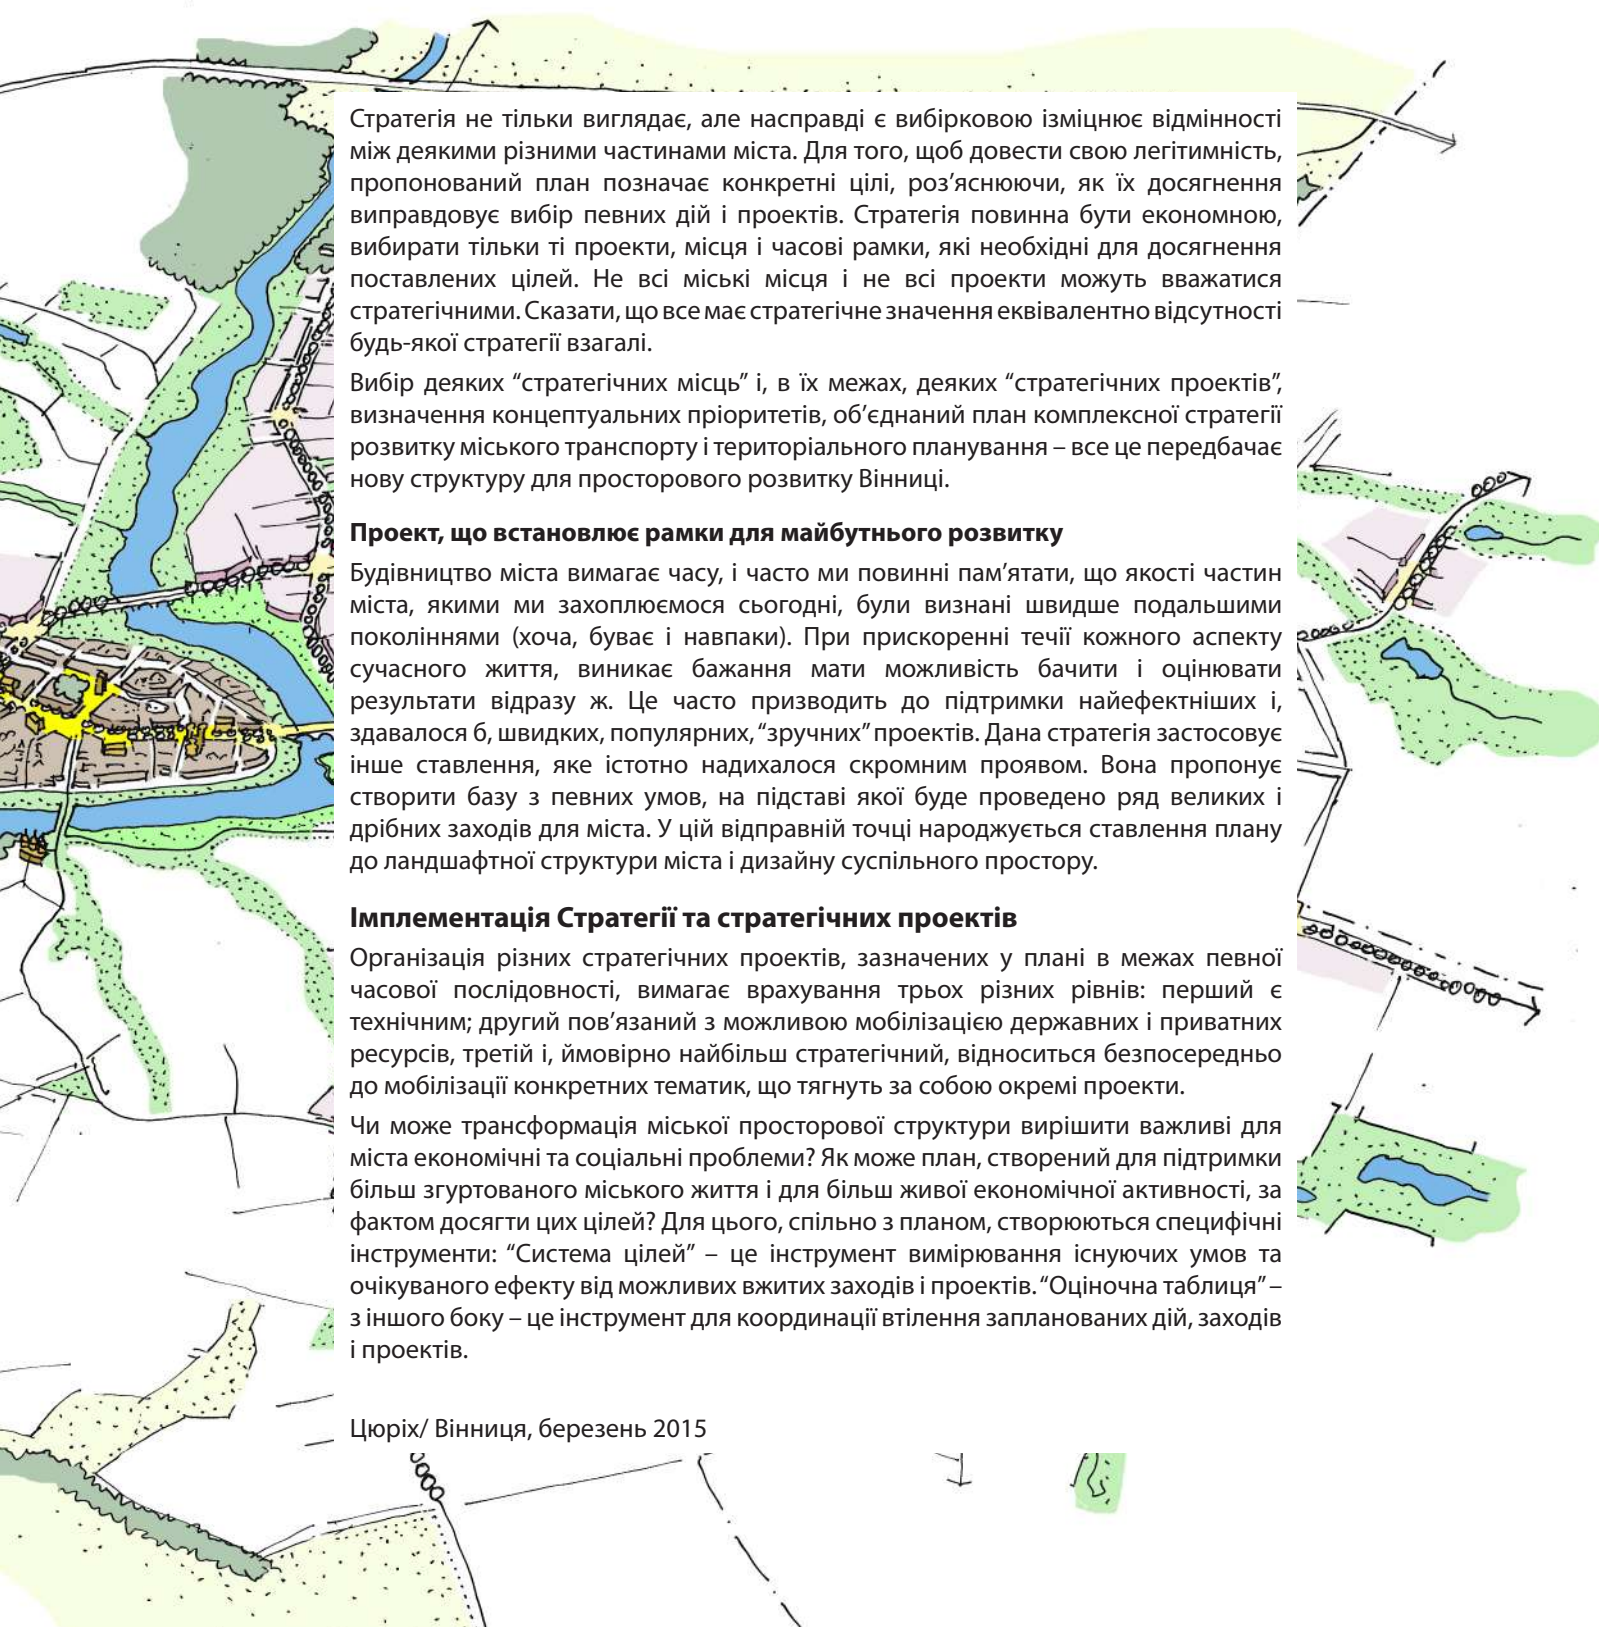 Стратегія не тільки виглядає, але насправді є вибірковою ізміцнює відмінності
між деякими різними частинами міста. Для того, щоб довести свою легітимність,
пропонований план позначає конкретні цілі, роз’яснюючи, як їх досягнення
виправдовує вибір певних дій і проектів. Стратегія повинна бути економною,
вибирати тільки ті проекти, місця і часові рамки, які необхідні для досягнення
поставлених цілей. Не всі міські місця і не всі проекти можуть вважатися
стратегічними. Сказати, що все має стратегічне значення еквівалентно відсутності
будь-якої стратегії взагалі.
Вибір деяких “стратегічних місць” і, в їх межах, деяких “стратегічних проектів”,
визначення концептуальних пріоритетів, об’єднаний план комплексної стратегії
розвитку міського транспорту і територіального планування – все це передбачає
нову структуру для просторового розвитку Вінниці.
Проект, що встановлює рамки для майбутнього розвитку
Будівництво міста вимагає часу, і часто ми повинні пам’ятати, що якості частин
міста, якими ми захоплюємося сьогодні, були визнані швидше подальшими
поколіннями (хоча, буває і навпаки). При прискоренні течії кожного аспекту
сучасного життя, виникає бажання мати можливість бачити і оцінювати
результати відразу ж. Це часто призводить до підтримки найефектніших і,
здавалося б, швидких, популярних, “зручних” проектів. Дана стратегія застосовує
інше ставлення, яке істотно надихалося скромним проявом. Вона пропонує
створити базу з певних умов, на підставі якої буде проведено ряд великих і
дрібних заходів для міста. У цій відправній точці народжується ставлення плану
до ландшафтної структури міста і дизайну суспільного простору.
Імплементація Стратегії та стратегічних проектів
Організація різних стратегічних проектів, зазначених у плані в межах певної
часової послідовності, вимагає врахування трьох різних рівнів: перший є
технічним; другий пов’язаний з можливою мобілізацією державних і приватних
ресурсів, третій і, ймовірно найбільш стратегічний, відноситься безпосередньо
до мобілізації конкретних тематик, що тягнуть за собою окремі проекти.
Чи може трансформація міської просторової структури вирішити важливі для
міста економічні та соціальні проблеми? Як може план, створений для підтримки
більш згуртованого міського життя і для більш живої економічної активності, за
фактом досягти цих цілей? Для цього, спільно з планом, створюються специфічні
інструменти: “Система цілей” – це інструмент вимірювання існуючих умов та
очікуваного ефекту від можливих вжитих заходів і проектів. “Оціночна таблиця” –
з іншого боку – це інструмент для координації втілення запланованих дій, заходів
і проектів.
Цюріх/ Вінниця, березень 2015